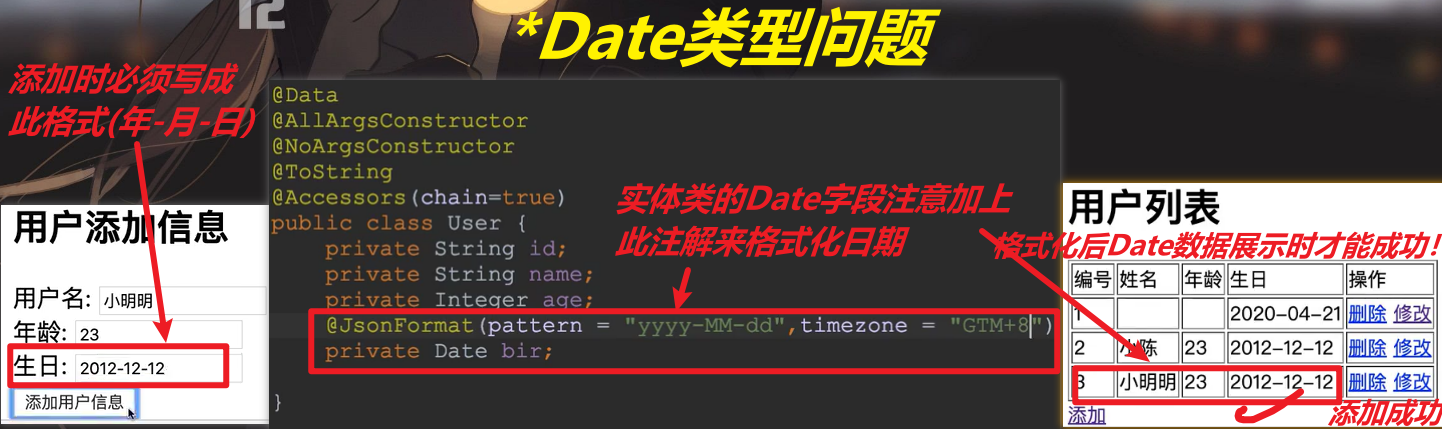 12
*Date类型问题
添加时必须写成
此格式(年-月-日)
用户添加信息
用户名: 小明明
年龄: 23
生日: 2012-12-12
添加用户信息
@Data
@AllArgsConstructor
@NoArgsConstructor
@ToString
@Accessors(chain=true)
public class User {
private String id;
private String name;
private Integer age;
@JsonFormat(pattern = "yyyy-MM-dd",timezone = "GTM+8")
private Date bir;
}
实体类的Date字段注意加上
此注解来格式化日期
用户列表
格式化后Date数据展示时才能成功!
编号 姓名 年龄 生日 操作
1 2020-04-21 删除 修改
2 小陈 23 2012-12-12 删除 修改
3 小明明 23 2012-12-12 删除 修改
添加
添加成功